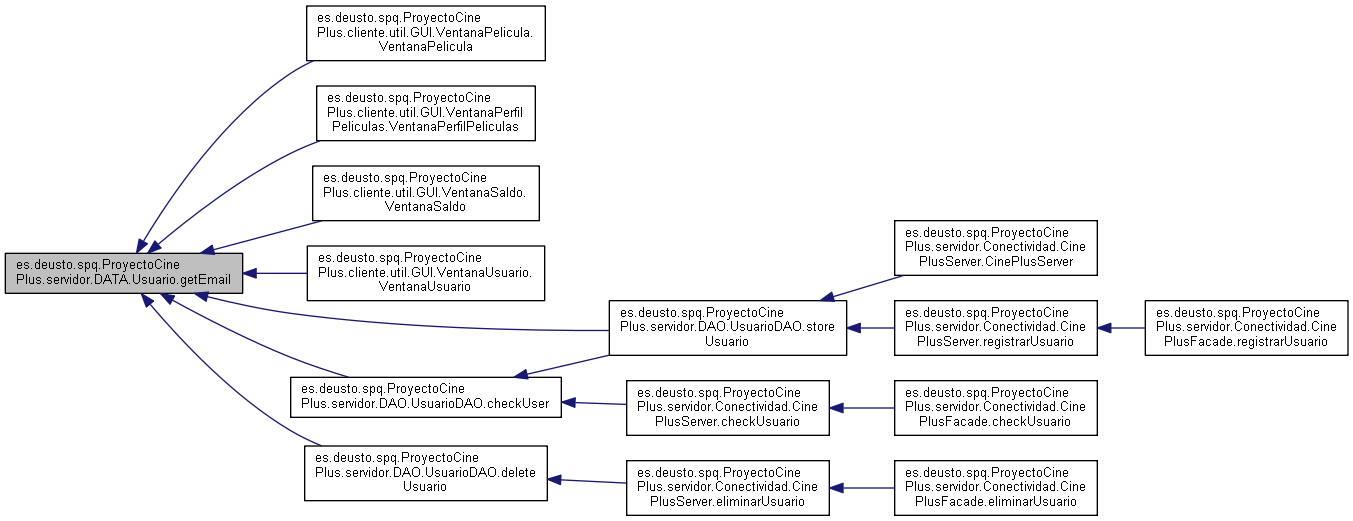 es.deusto.spq.ProyectoCine
Plus.cliente.util.GUI.VentanaPelicula.
VentanaPelicula
es.deusto.spq.ProyectoCine
Plus.cliente.util.GUI.VentanaPerfil
Peliculas.VentanaPerfilPeliculas
es.deusto.spq.ProyectoCine
Plus.cliente.util.GUI.VentanaSaldo.
VentanaSaldo
es.deusto.spq.ProyectoCine
Plus.servidor.DATA.Usuario.getEmail
es.deusto.spq.ProyectoCine
Plus.cliente.util.GUI.VentanaUsuario.
VentanaUsuario
es.deusto.spq.ProyectoCine
Plus.servidor.Conectividad.Cine
PlusServer.CinePlusServer
es.deusto.spq.ProyectoCine
Plus.servidor.DAO.UsuarioDAO.store
Usuario
es.deusto.spq.ProyectoCine
Plus.servidor.Conectividad.Cine
PlusServer.registrarUsuario
es.deusto.spq.ProyectoCine
Plus.servidor.Conectividad.Cine
PlusFacade.registrarUsuario
es.deusto.spq.ProyectoCine
Plus.servidor.DAO.UsuarioDAO.checkUser
es.deusto.spq.ProyectoCine
Plus.servidor.Conectividad.Cine
PlusServer.checkUsuario
es.deusto.spq.ProyectoCine
Plus.servidor.Conectividad.Cine
PlusFacade.checkUsuario
es.deusto.spq.ProyectoCine
Plus.servidor.DAO.UsuarioDAO.delete
Usuario
es.deusto.spq.ProyectoCine
Plus.servidor.Conectividad.Cine
PlusServer.eliminarUsuario
es.deusto.spq.ProyectoCine
Plus.servidor.Conectividad.Cine
PlusFacade.eliminarUsuario